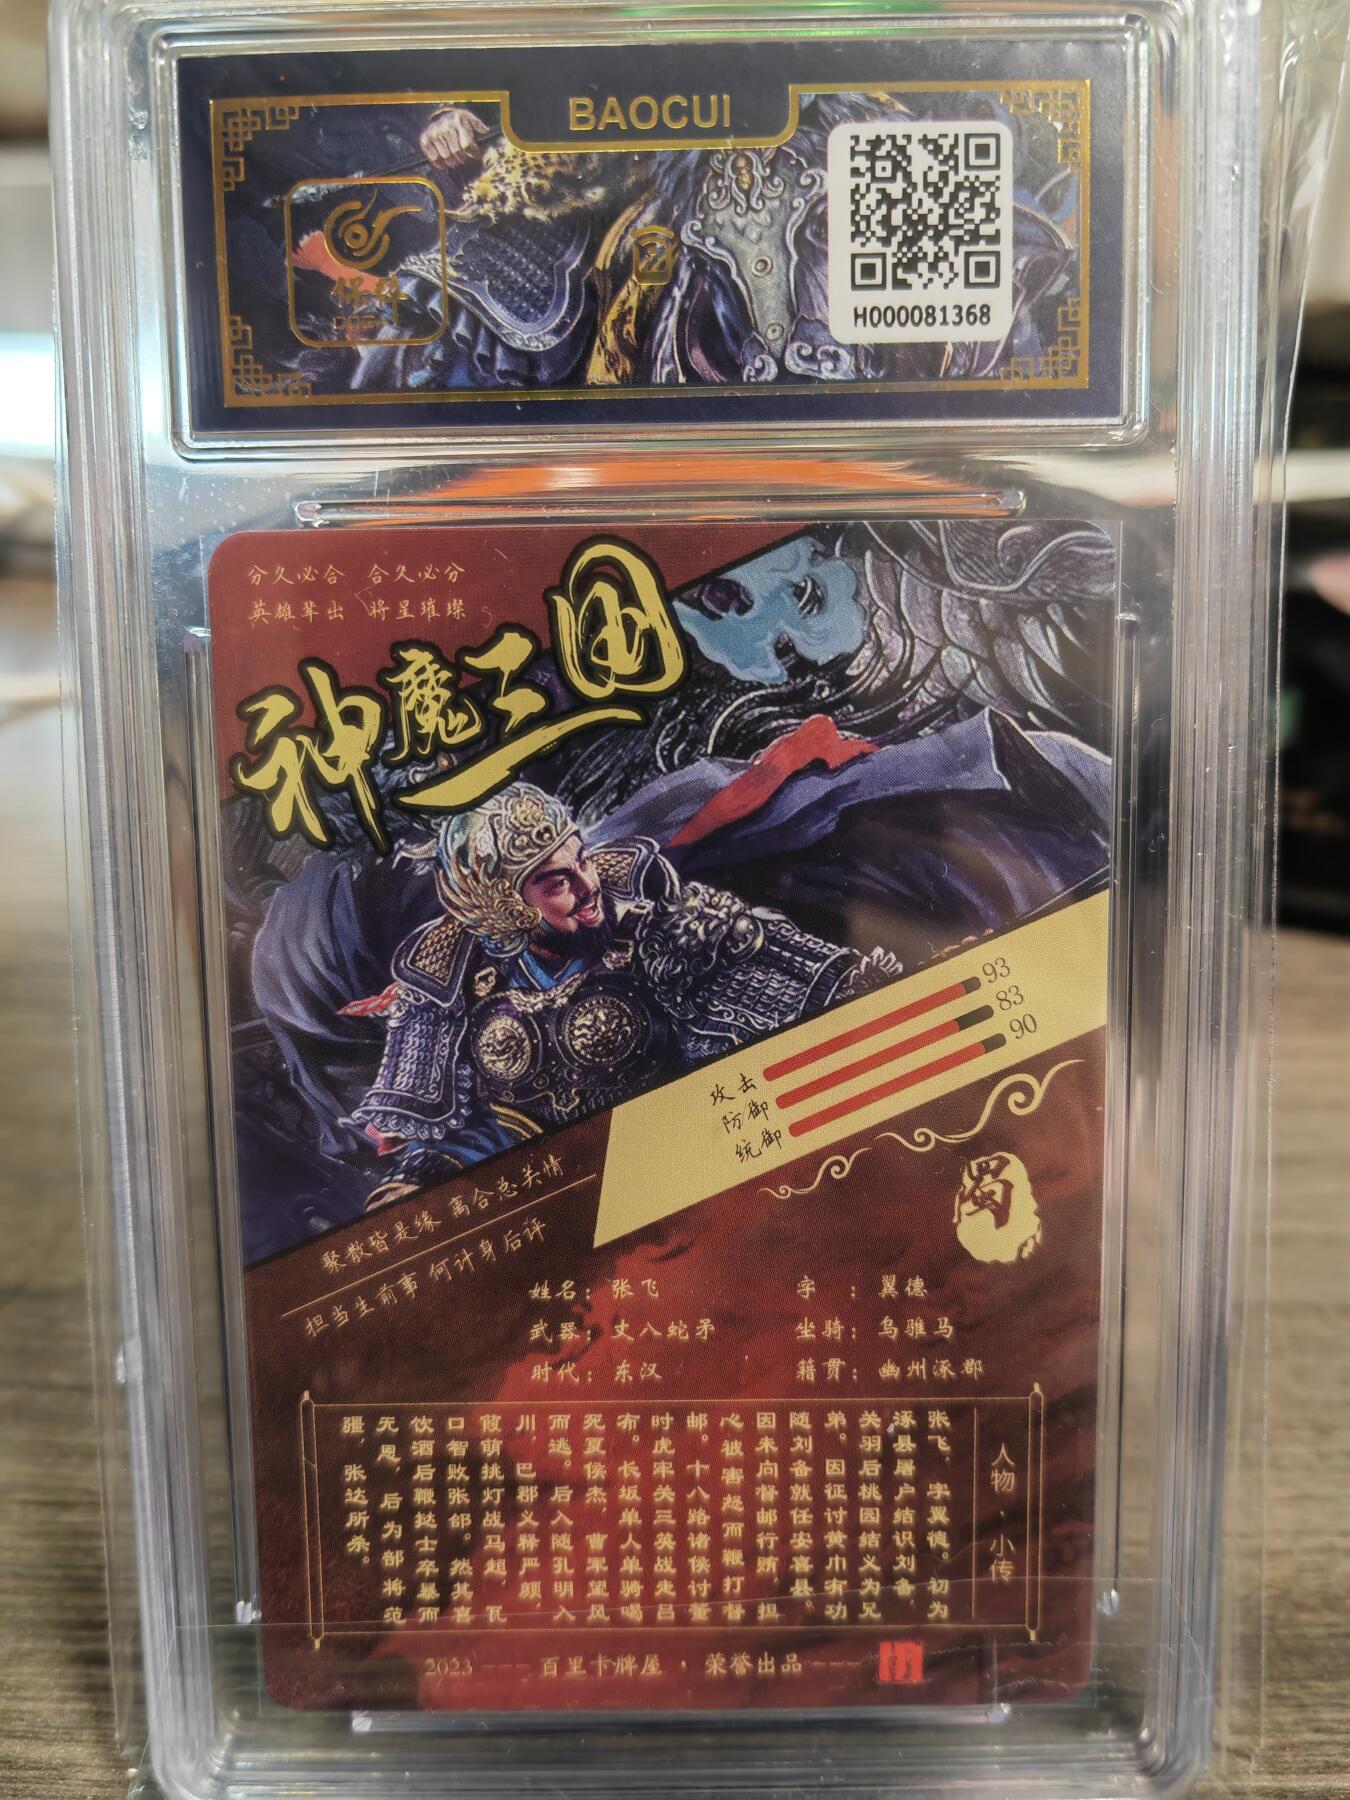 BAOCUI
保粹
H000081368
分久必合 合久必分
英雄辈出 将星璀璨
神魔三国
93
83
90
攻击
防御
统御
蜀
聚散皆是缘 离合总关情
担当生前事 何计身后评
姓名：张飞 字：翼德
武器：丈八蛇矛 坐骑：乌骓马
时代：东汉 籍贯：幽州涿郡
人物·小传
张飞，字翼德。初为
涿县屠户结识刘备、
关羽后桃园结义为兄
弟。因征讨黄巾有功
随刘备就任安喜县。
因未向督邮行贿，担
心被害怒而鞭打督
邮。十八路诸侯讨董
时虎牢关三英战走吕
布。长坂单人单骑喝
死夏侯杰，曹军望风
而逃。后入随孔明入
川，巴郡义释严颜，
葭萌挑灯战马超，瓦
口智败张郃。然其喜
饮酒后鞭挞士卒暴而
无恩，后为部将范
疆，张达所杀。
2023 --- 百里卡牌屋·荣誉出品---